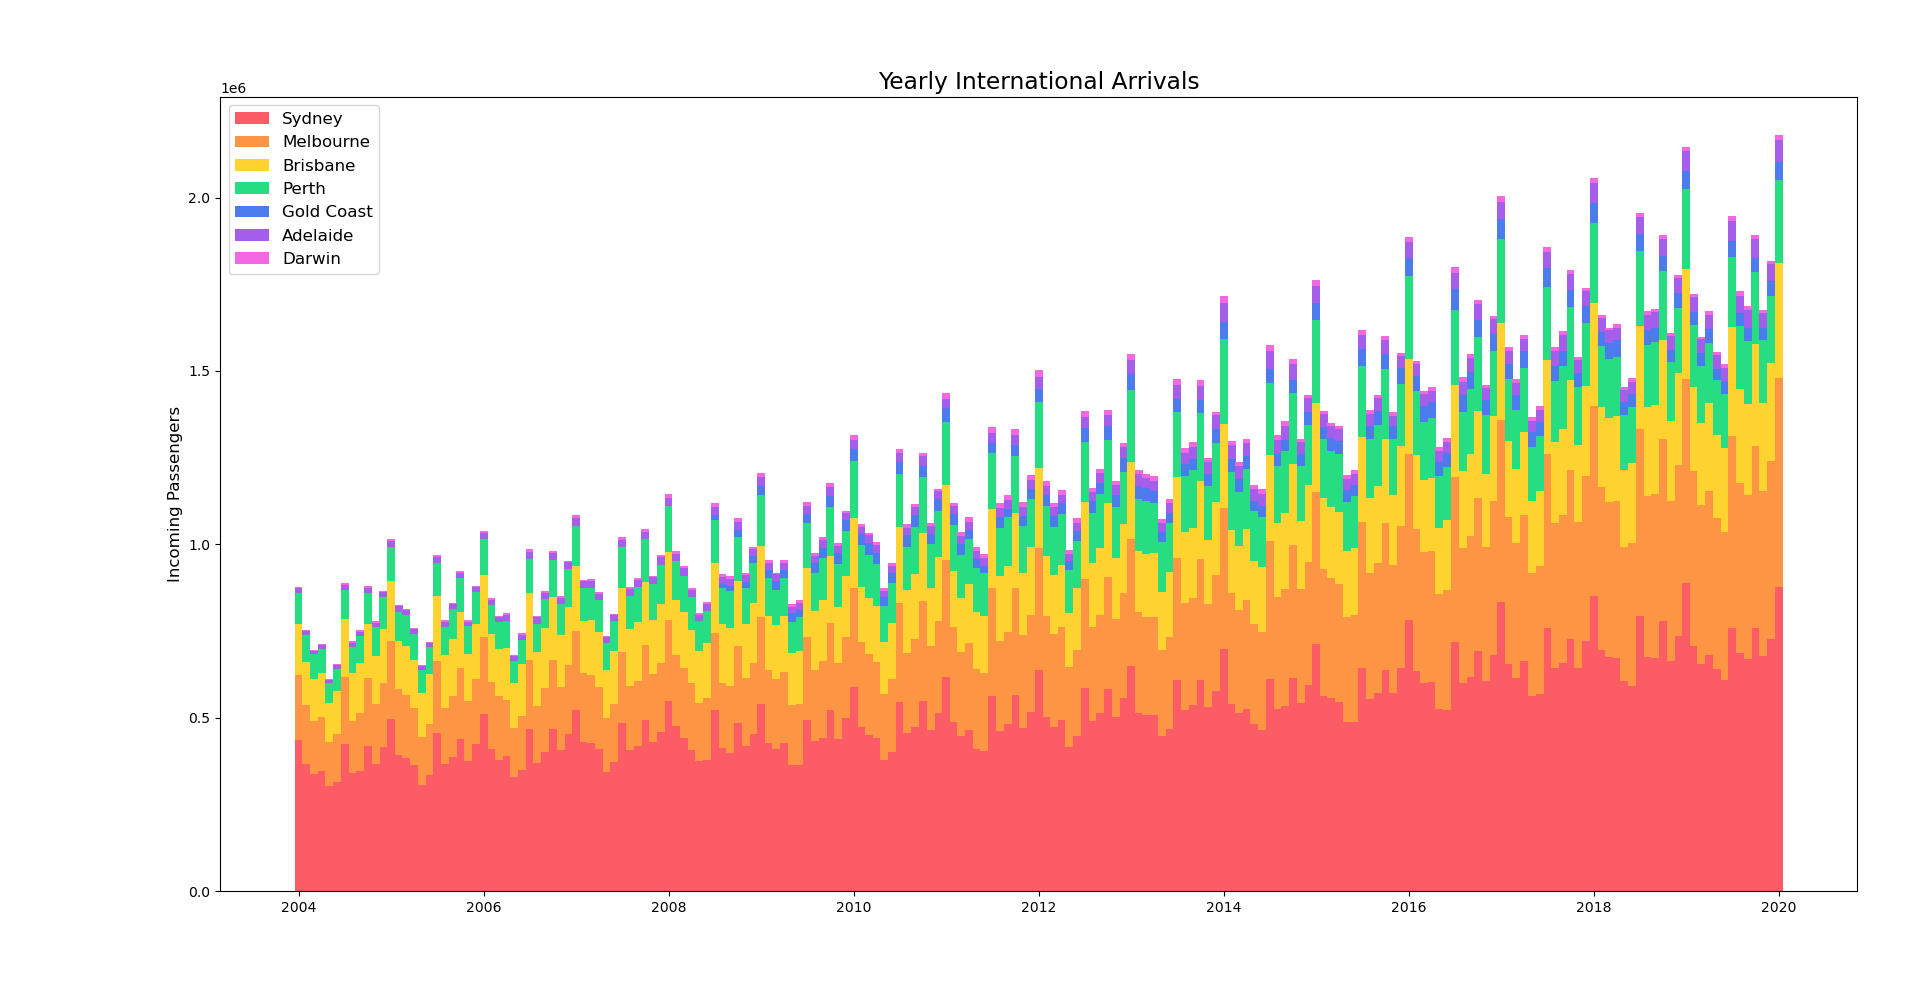 Yearly International Arrivals
1e6
Sydney
Melbourne
Brisbane
Perth
Gold Coast
Adelaide
Darwin
Incoming Passengers
2.0
1.5
1.0
0.5
0.0
2004 2006 2008 2010 2012 2014 2016 2018 2020